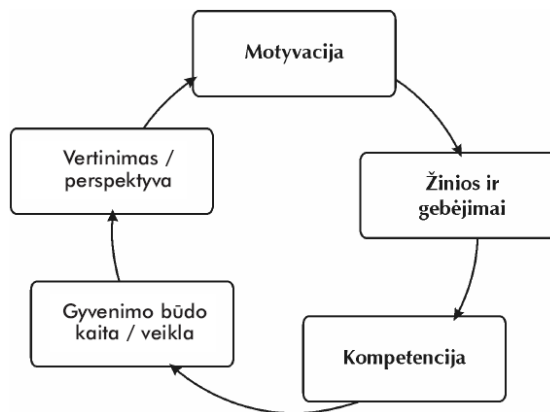 Motyvacija
Žinios ir
gebėjimai
Kompetencija
Gyvenimo būdo
kaita / veikla
Vertinimas /
perspektyva